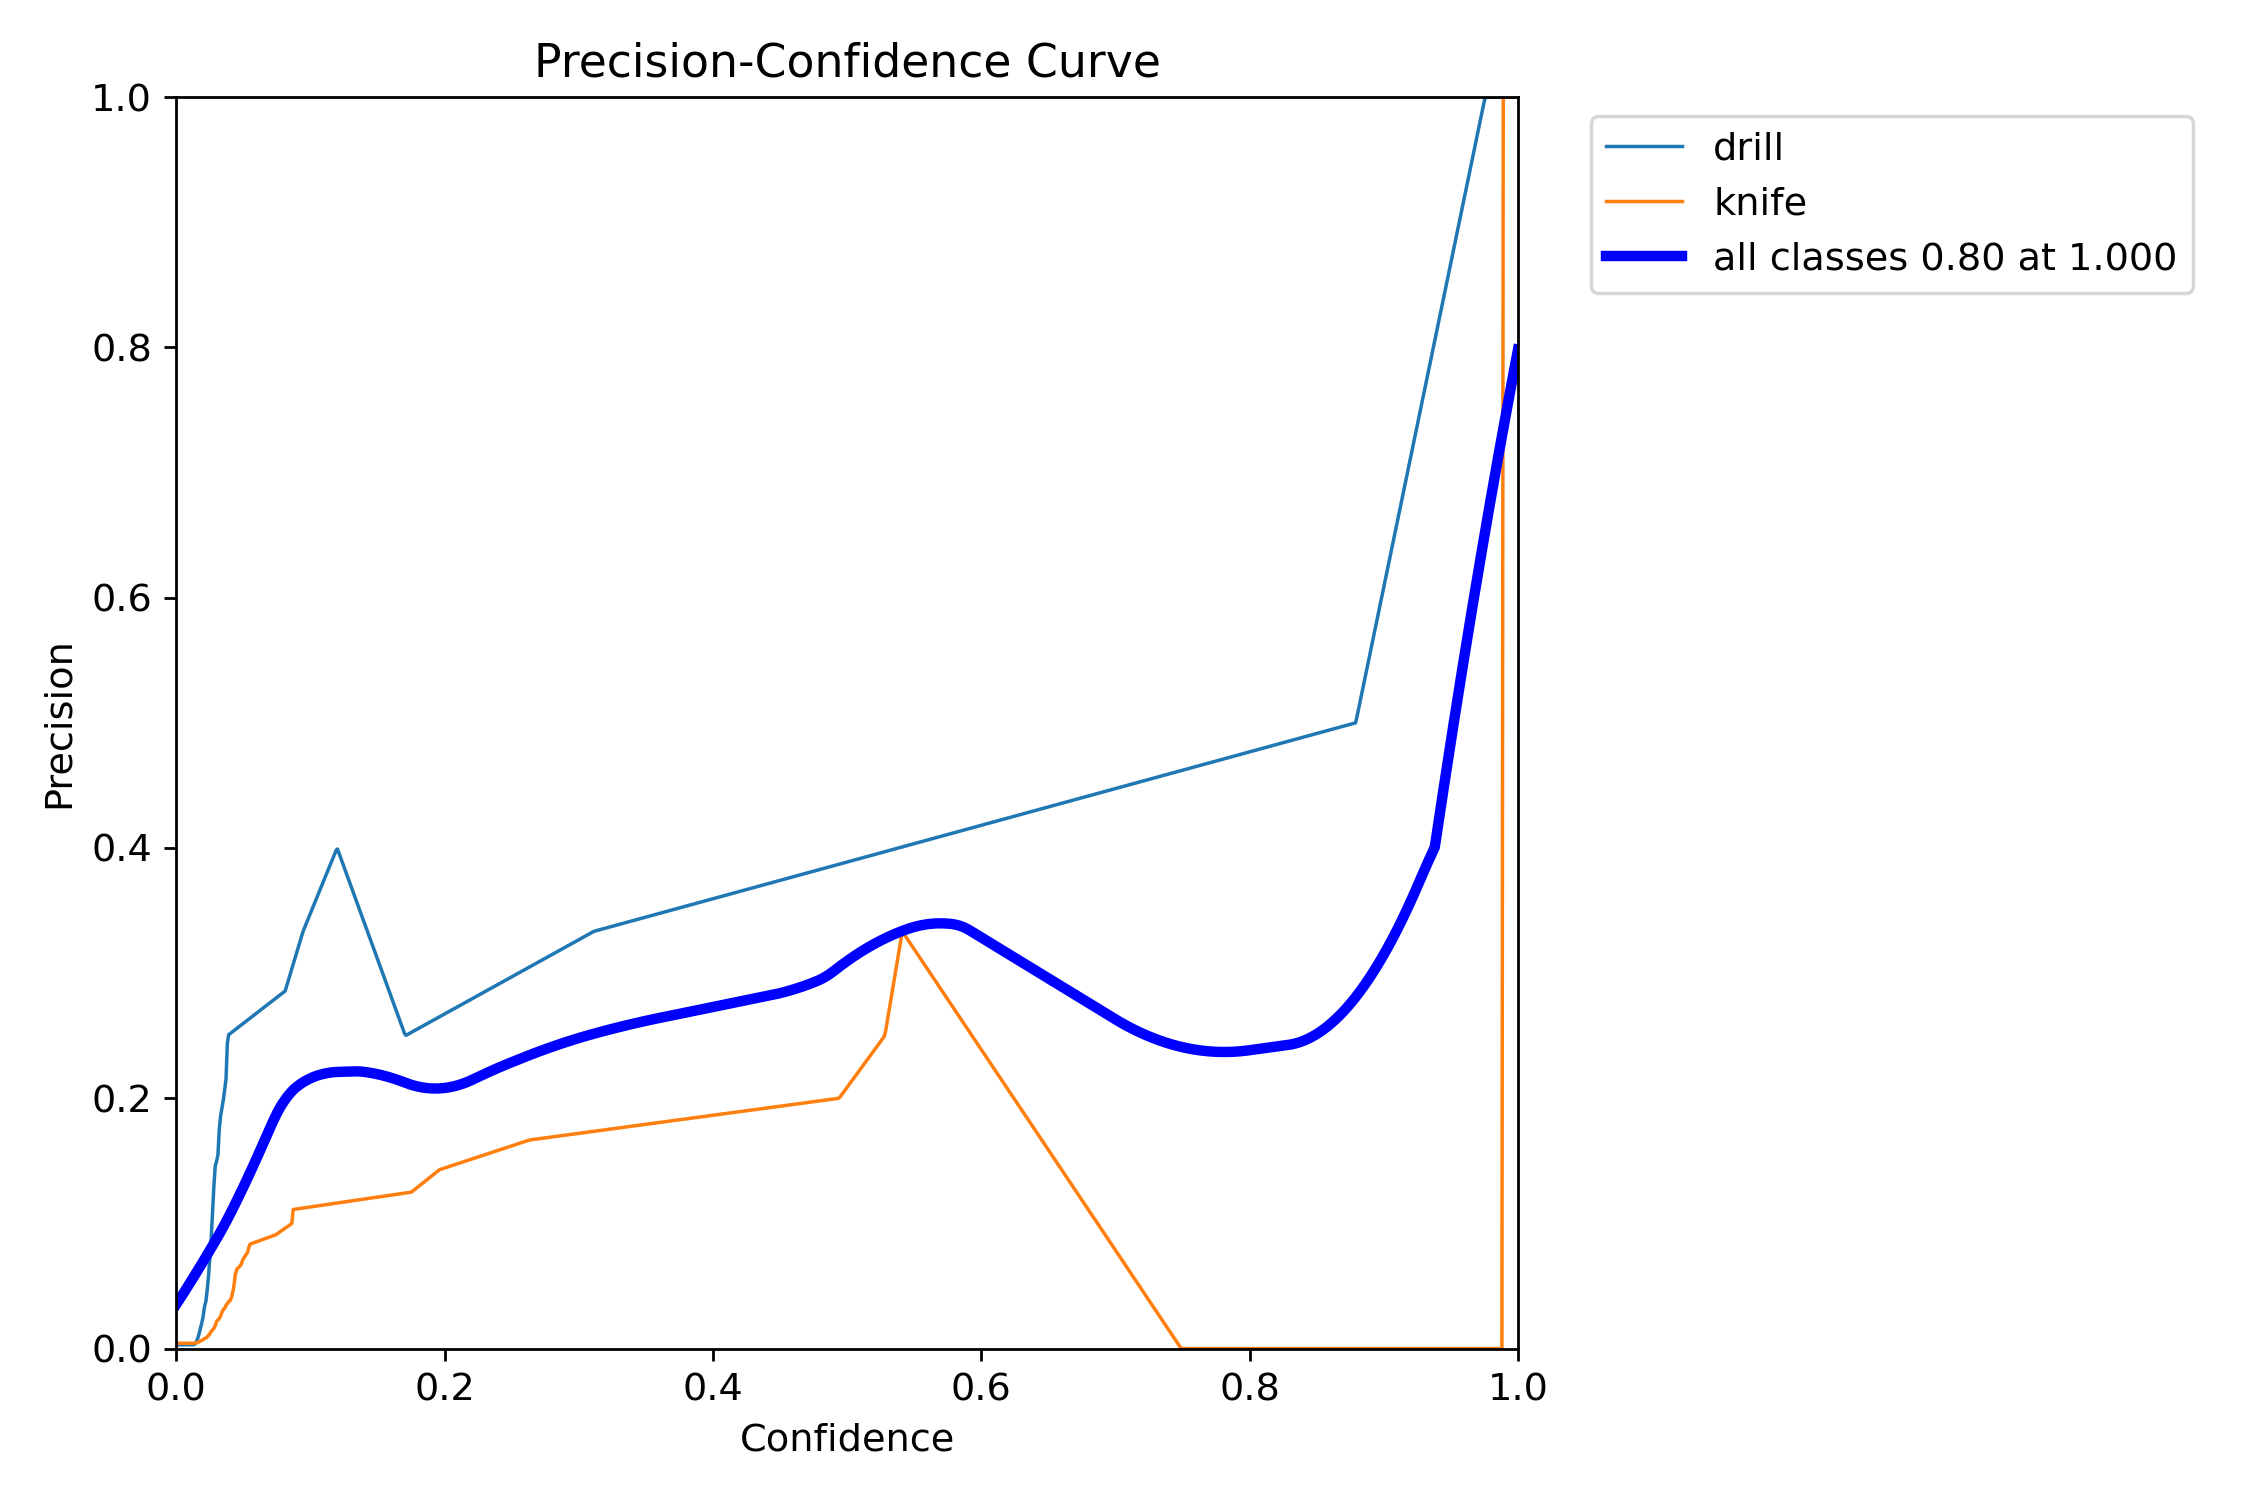 Precision-Confidence Curve
1.0
0.8
0.6
0.4
0.2
0.0
Precision
0.0 0.2 0.4 0.6 0.8 1.0
Confidence
drill
knife
all classes 0.80 at 1.000